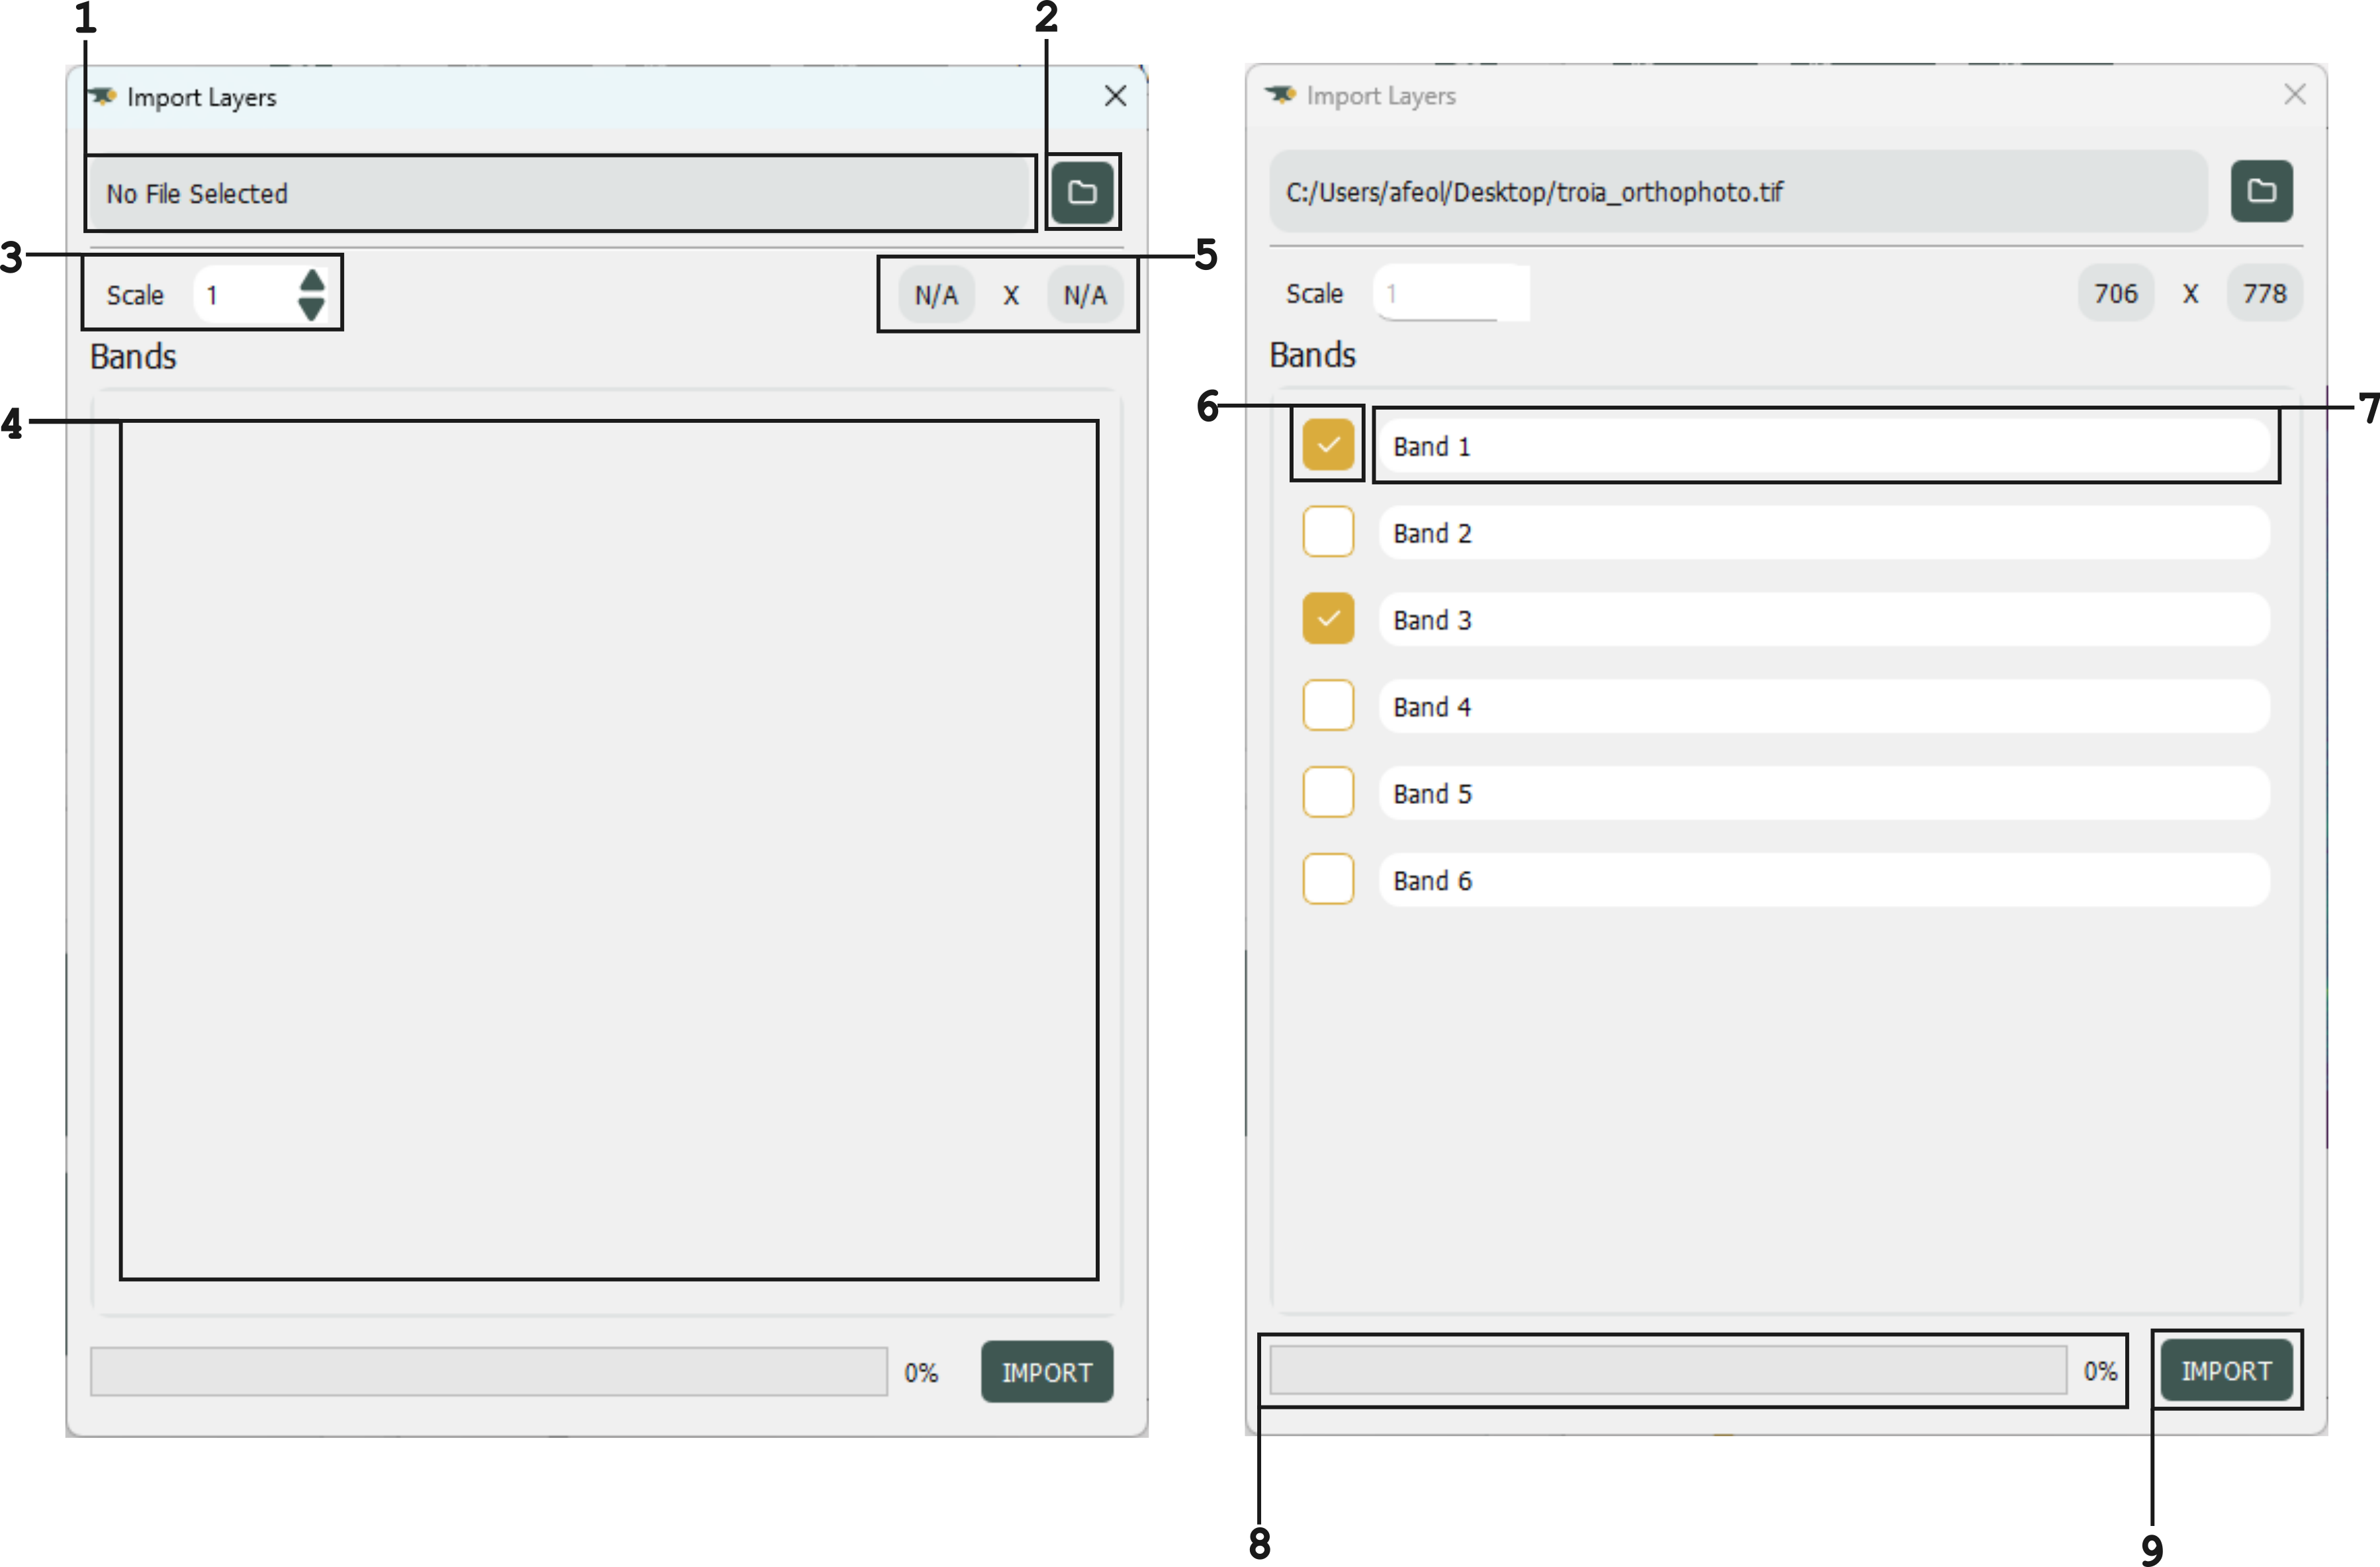 1
2
Import Layers
No File Selected
3
Scale 1
N/A X N/A
5
Bands
4
0%
IMPORT
Import Layers
C:/Users/afeol/Desktop/troia_orthophoto.tif
Scale 1
706 X 778
Bands
6
7
Band 1
Band 2
Band 3
Band 4
Band 5
Band 6
0%
IMPORT
8
9